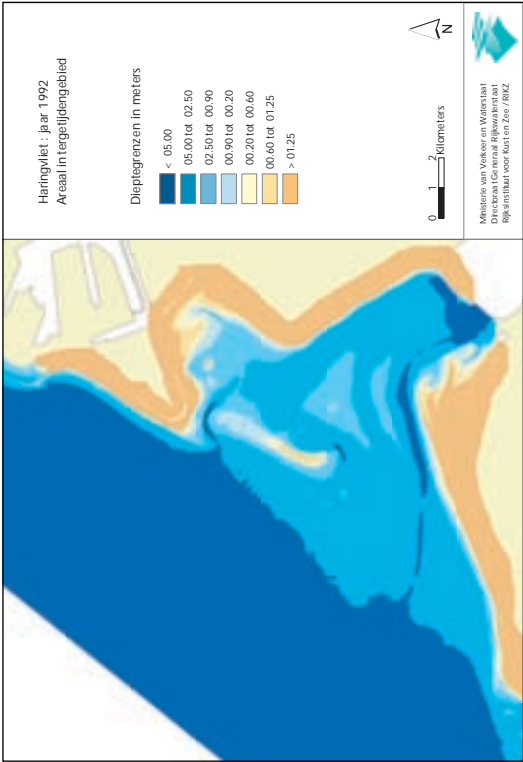 Haringvliet : jaar 1992
Areaal intergetijdengebied
Dieptegrenzen in meters
< 05.00
05.00 tot 02.50
02.50 tot 00.90
00.90 tot 00.20
00.20 tot 00.60
00.60 tot 01.25
> 01.25
0 1 2 Kilometers
N
Ministerie van Verkeer en Waterstaat
Directoraat Generaal Rijkswaterstaat
Rijksinstituut voor Kust en Zee / RIKZ